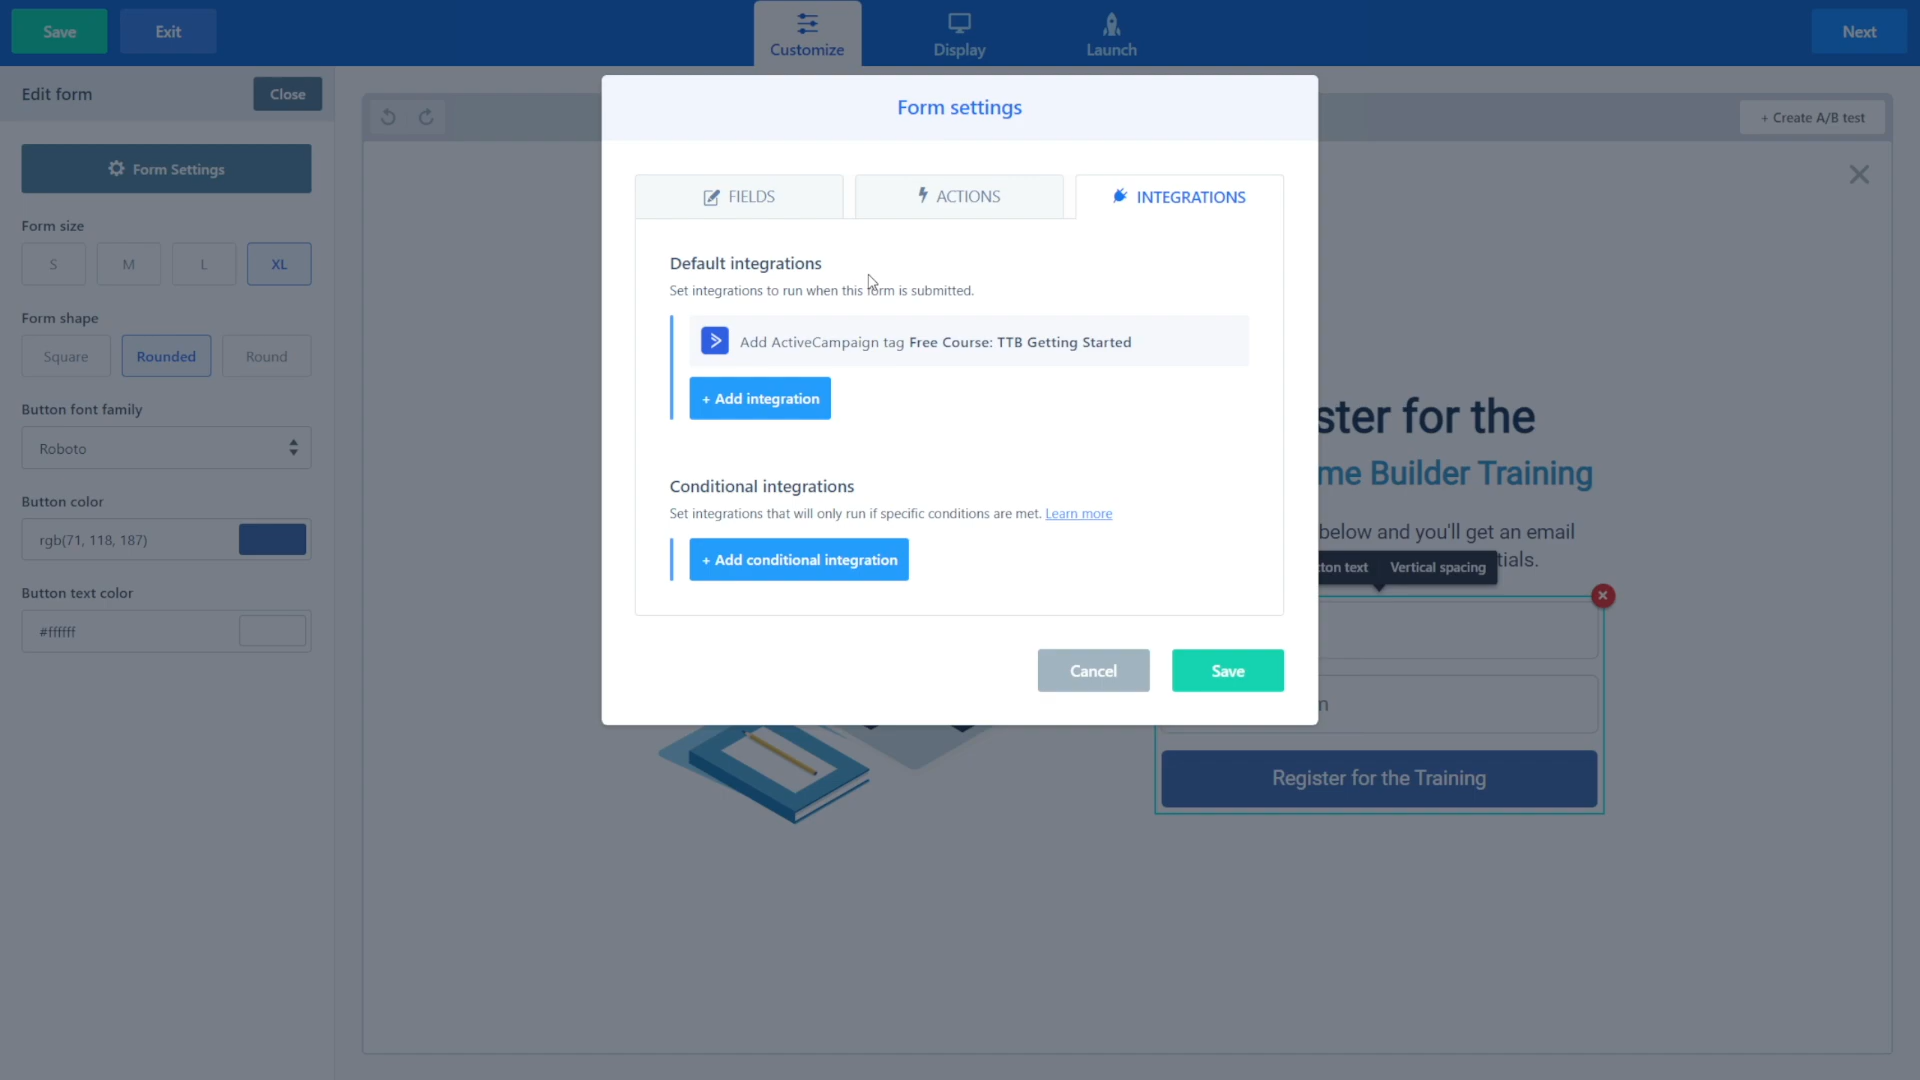 Save
Exit
Customize
Display
Launch
Next
Edit form
Close
Form Settings
Form size
S
M
L
XL
Form shape
Square
Rounded
Round
Button font family
Roboto
Button color
rgb(71, 118, 187)
Button text color
#ffffff
+ Create A/B test
Form settings
FIELDS
ACTIONS
INTEGRATIONS
Default integrations
Set integrations to run when this form is submitted.
Add ActiveCampaign tag Free Course: TTB Getting Started
+ Add integration
Conditional integrations
Set integrations that will only run if specific conditions are met. Learn more
+ Add conditional integration
Cancel
Save
ster for the
me Builder Training
below and you'll get an email
tials.
ton text
Vertical spacing
n
Register for the Training